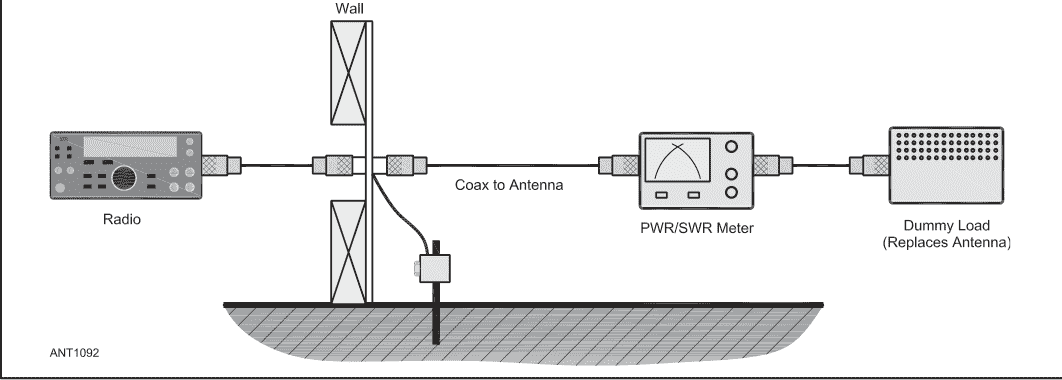 Wall
Coax to Antenna
Radio
PWR/SWR Meter
Dummy Load
(Replaces Antenna)
ANT1092